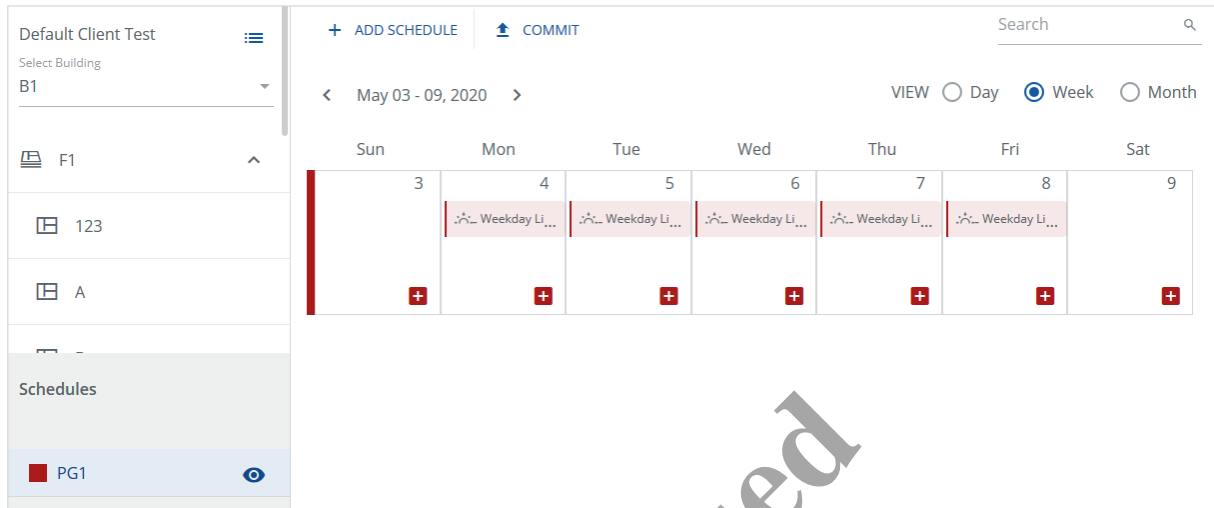 Default Client Test
Select Building
B1
F1
123
A
Schedules
PG1
+ ADD SCHEDULE COMMIT
Search
< May 03 - 09, 2020 >
VIEW Day Week Month
Sun Mon Tue Wed Thu Fri Sat
3 4 5 6 7 8 9
Weekday Li... Weekday Li... Weekday Li... Weekday Li... Weekday Li...